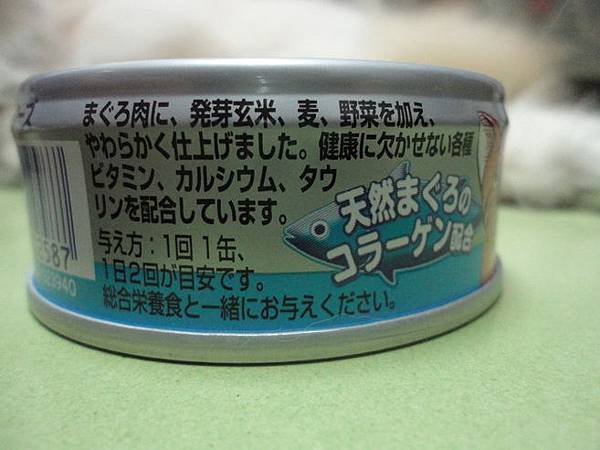 ーズ
まぐろ肉に、発芽玄米、麦、野菜を加え、
やわらかく仕上げました。健康に欠かせない各種
ビタミン、カルシウム、タウ
リンを配合しています。
与え方：1回1缶、
1日2回が目安です。
総合栄養食と一緒にお与えください。
天然まぐろの
コラーゲン配合